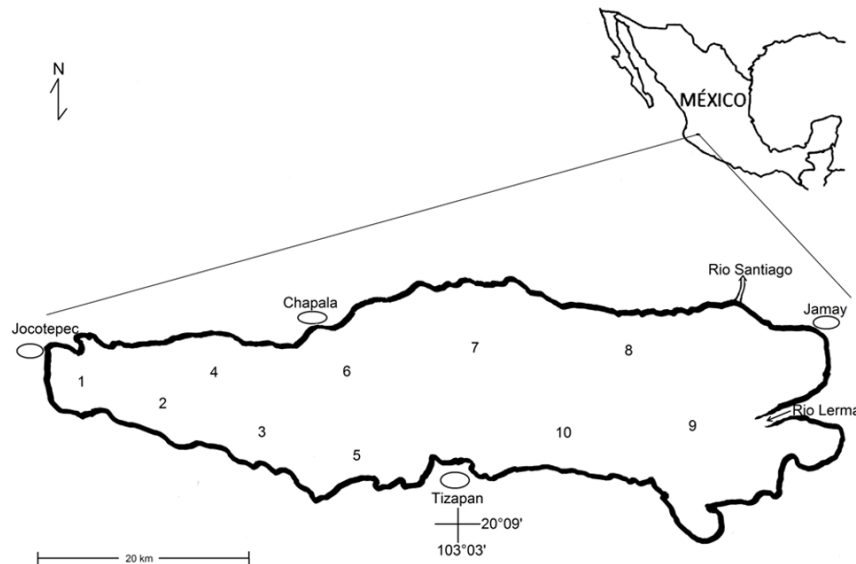 N
MÉXICO
Rio Santiago
Chapala
Jamay
Jocotepec
7
8
4
6
1
2
Rio Lerma
3
10
9
5
Tizapan
20°09'
103°03'
20 km